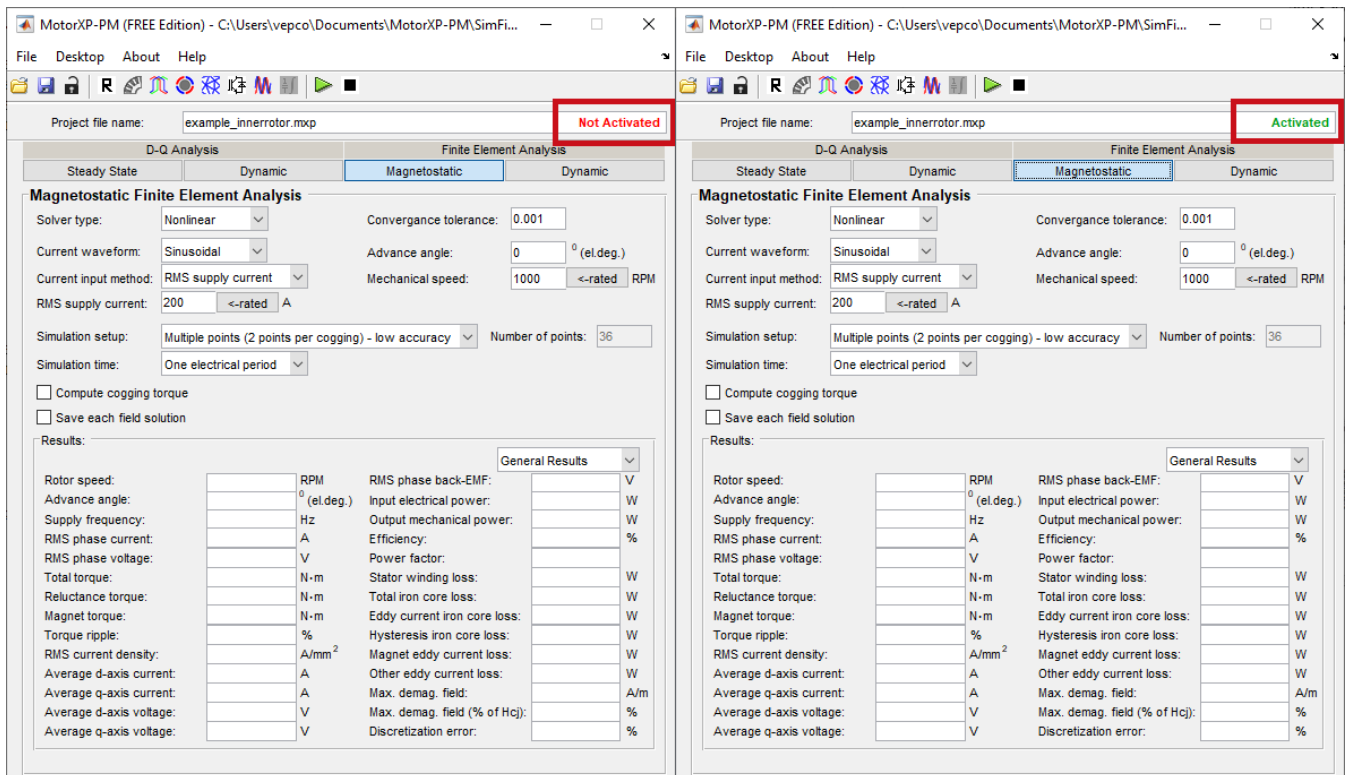 MotorXP-PM (FREE Edition) - C:\Users\vepco\Documents\MotorXP-PM\SimFi...
File Desktop About Help
R
Project file name: example_innerrotor.mxp Not Activated
D-Q Analysis Finite Element Analysis
Steady State Dynamic Magnetostatic Dynamic
Magnetostatic Finite Element Analysis
Solver type: Nonlinear Convergance tolerance: 0.001
Current waveform: Sinusoidal Advance angle: 0 0 (el.deg.)
Current input method: RMS supply current Mechanical speed: 1000 <-rated RPM
RMS supply current: 200 <-rated A
Simulation setup: Multiple points (2 points per cogging) - low accuracy Number of points: 36
Simulation time: One electrical period
Compute cogging torque
Save each field solution
Results:
General Results
Rotor speed: RPM RMS phase back-EMF: V
Advance angle: 0 (el.deg.) Input electrical power: W
Supply frequency: Hz Output mechanical power: W
RMS phase current: A Efficiency: %
RMS phase voltage: V Power factor:
Total torque: N·m Stator winding loss: W
Reluctance torque: N·m Total iron core loss: W
Magnet torque: N·m Eddy current iron core loss: W
Torque ripple: % Hysteresis iron core loss: W
RMS current density: A/mm2 Magnet eddy current loss: W
Average d-axis current: A Other eddy current loss: W
Average q-axis current: A Max. demag. field: A/m
Average d-axis voltage: V Max. demag. field (% of Hcj): %
Average q-axis voltage: V Discretization error: %
MotorXP-PM (FREE Edition) - C:\Users\vepco\Documents\MotorXP-PM\SimFi...
File Desktop About Help
R
Project file name: example_innerrotor.mxp Activated
D-Q Analysis Finite Element Analysis
Steady State Dynamic Magnetostatic Dynamic
Magnetostatic Finite Element Analysis
Solver type: Nonlinear Convergance tolerance: 0.001
Current waveform: Sinusoidal Advance angle: 0 0 (el.deg.)
Current input method: RMS supply current Mechanical speed: 1000 <-rated RPM
RMS supply current: 200 <-rated A
Simulation setup: Multiple points (2 points per cogging) - low accuracy Number of points: 36
Simulation time: One electrical period
Compute cogging torque
Save each field solution
Results:
General Results
Rotor speed: RPM RMS phase back-EMF: V
Advance angle: 0 (el.deg.) Input electrical power: W
Supply frequency: Hz Output mechanical power: W
RMS phase current: A Efficiency: %
RMS phase voltage: V Power factor:
Total torque: N·m Stator winding loss: W
Reluctance torque: N·m Total iron core loss: W
Magnet torque: N·m Eddy current iron core loss: W
Torque ripple: % Hysteresis iron core loss: W
RMS current density: A/mm2 Magnet eddy current loss: W
Average d-axis current: A Other eddy current loss: W
Average q-axis current: A Max. demag. field: A/m
Average d-axis voltage: V Max. demag. field (% of Hcj): %
Average q-axis voltage: V Discretization error: %